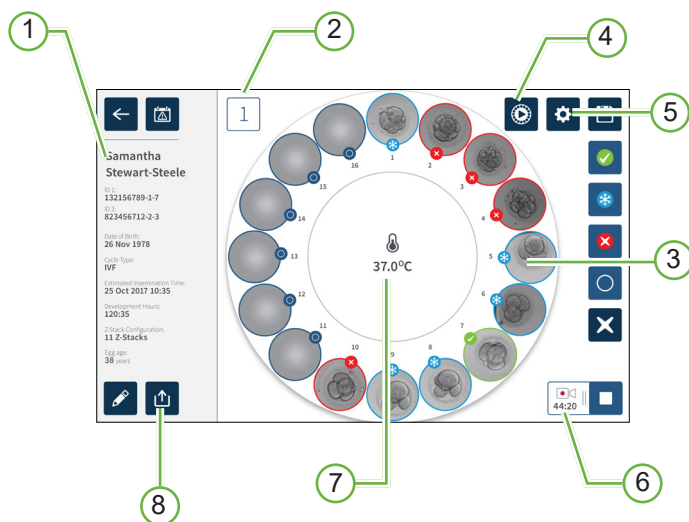 1
2
4
5
3
6
7
8
1
Samantha
Stewart-Steele
ID 1:
132156789-1-7
ID 2:
823456712-2-3
Date of Birth:
26 Nov 1978
Cycle Type:
IVF
Estimated Insemination Time:
25 Oct 2017 10:35
Development Hours:
120:35
Z-Stack Configuration:
11 Z-Stacks
Egg age:
38 years
1
2
3
4
5
6
7
8
9
10
11
12
13
14
15
16
37.0°C
44:20